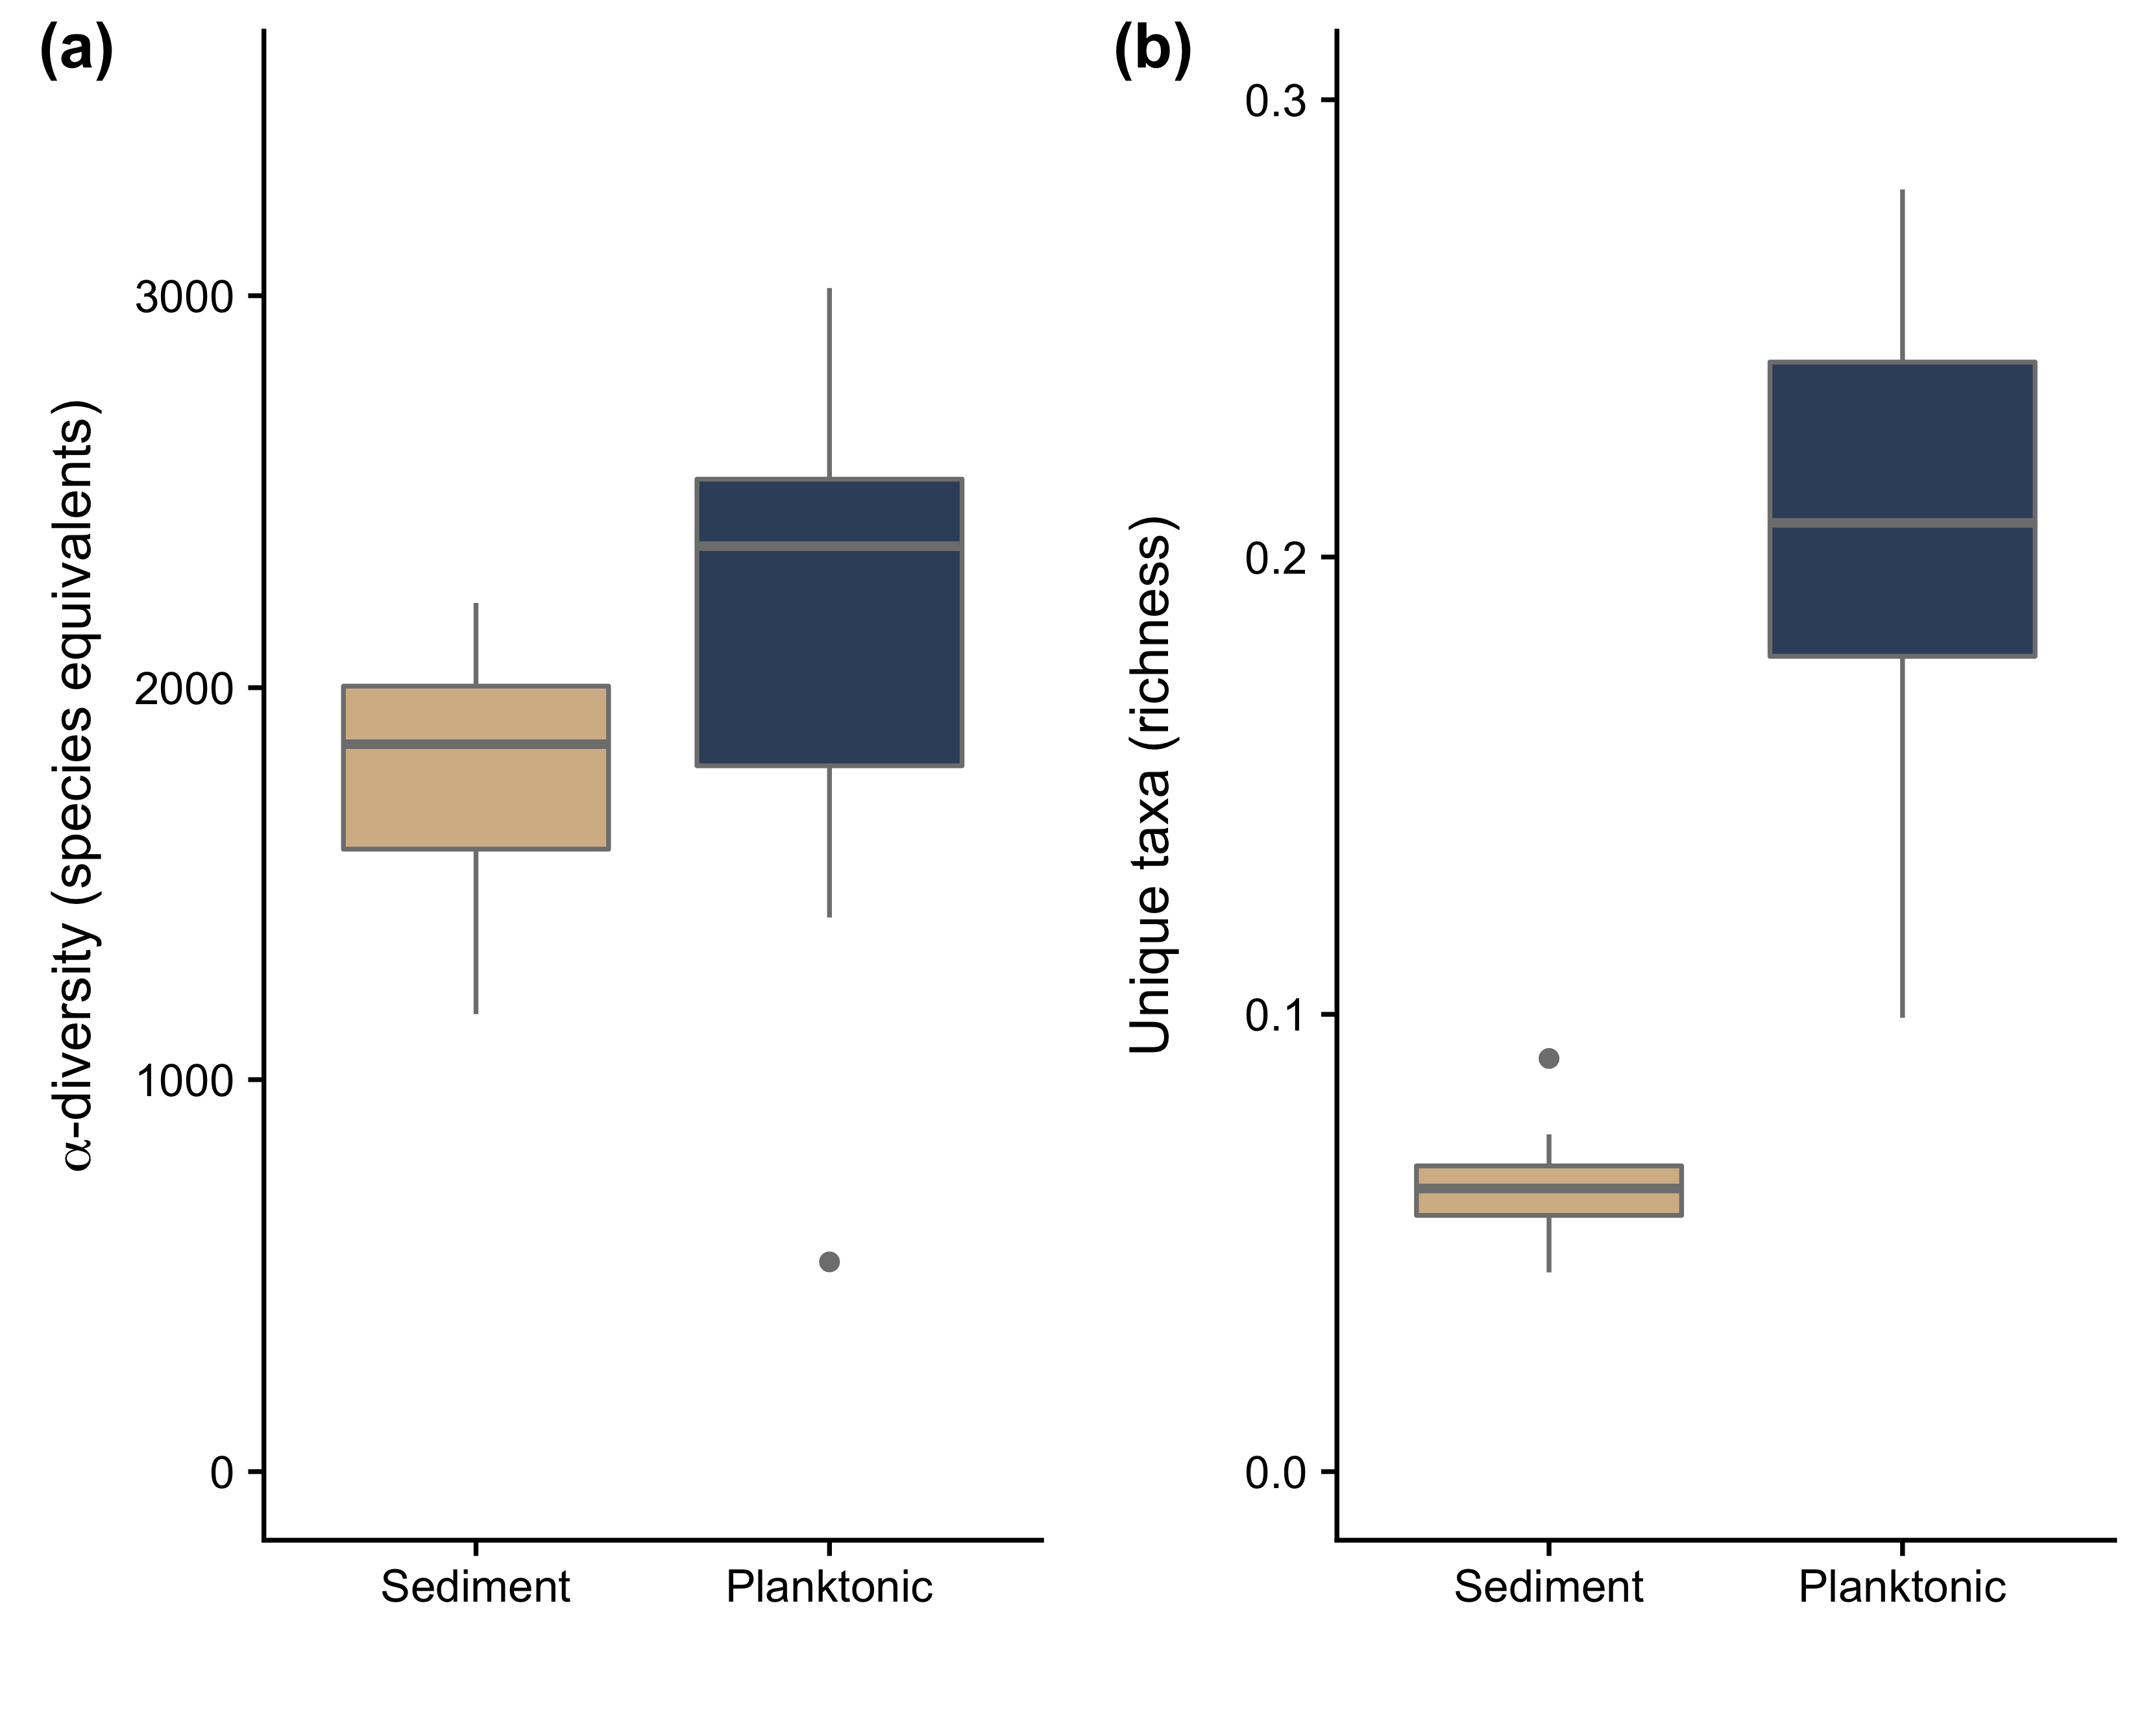 (a)
α-diversity (species equivalents)
3000
2000
1000
0
Sediment
Planktonic
(b)
Unique taxa (richness)
0.3
0.2
0.1
0.0
Sediment
Planktonic